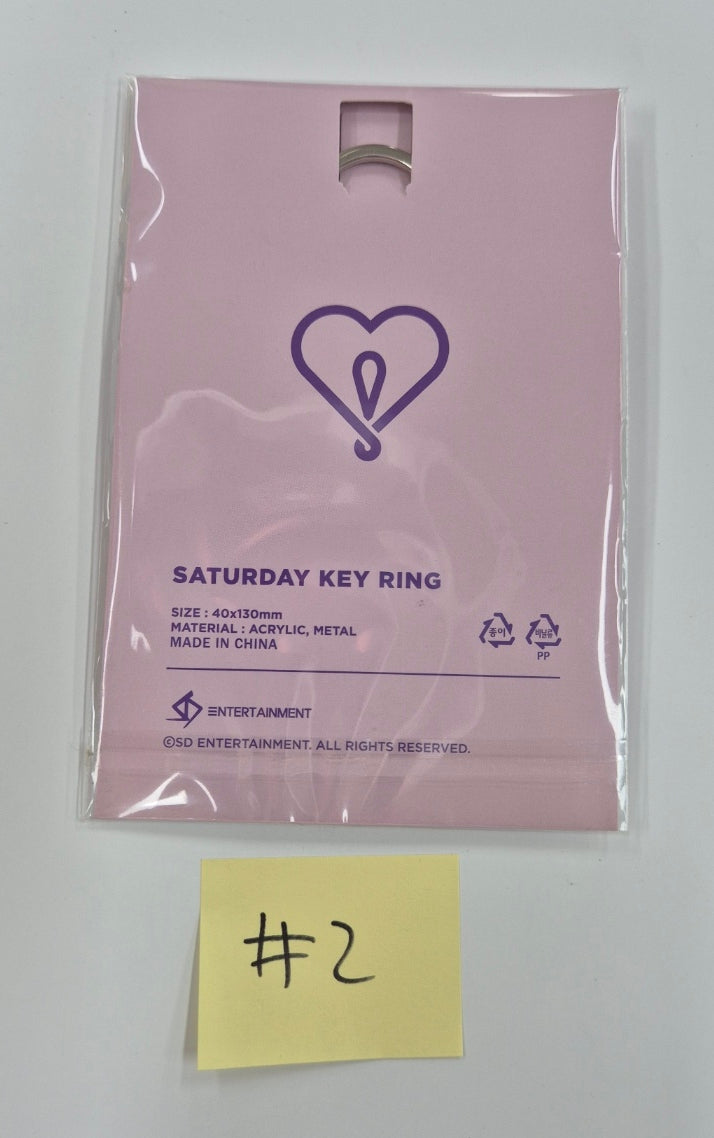 SATURDAY KEY RING
SIZE : 40x130mm
MATERIAL : ACRYLIC, METAL
MADE IN CHINA
종이
비닐류
PP
SD ENTERTAINMENT
©SD ENTERTAINMENT. ALL RIGHTS RESERVED.
#2